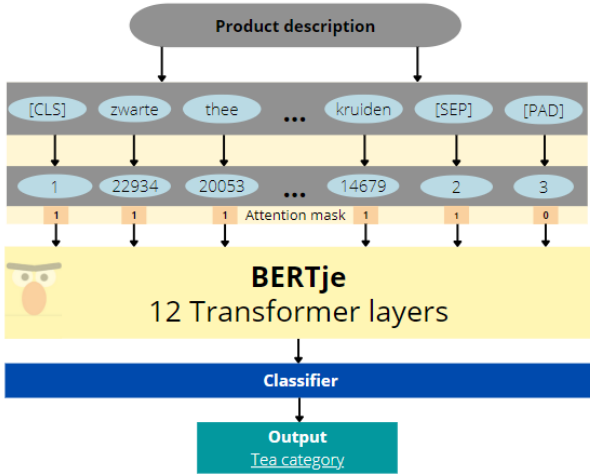 Product description
[CLS] zwarte thee ... kruiden [SEP] [PAD]
1 22934 20053 ... 14679 2 3
1 1 1 Attention mask 1 1 0
BERTje
12 Transformer layers
Classifier
Output
Tea category